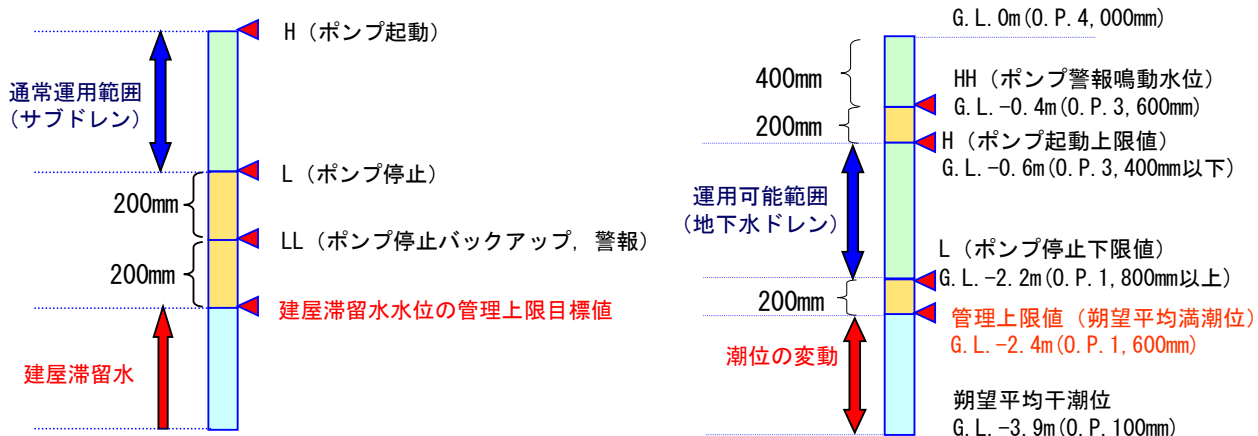 H（ポンプ起動）
通常運用範囲
（サブドレン）
L（ポンプ停止）
200mm
LL（ポンプ停止バックアップ，警報）
200mm
建屋滞留水水位の管理上限目標値
建屋滞留水
G.L.0m(O.P.4,000mm)
400mm
HH（ポンプ警報鳴動水位）
G.L.-0.4m(O.P.3,600mm)
200mm
H（ポンプ起動上限値）
G.L.-0.6m(O.P.3,400mm以下)
運用可能範囲
（地下水ドレン）
L（ポンプ停止下限値）
G.L.-2.2m(O.P.1,800mm以上)
200mm
管理上限値（朔望平均満潮位）
G.L.-2.4m(O.P.1,600mm)
潮位の変動
朔望平均干潮位
G.L.-3.9m(O.P.100mm)